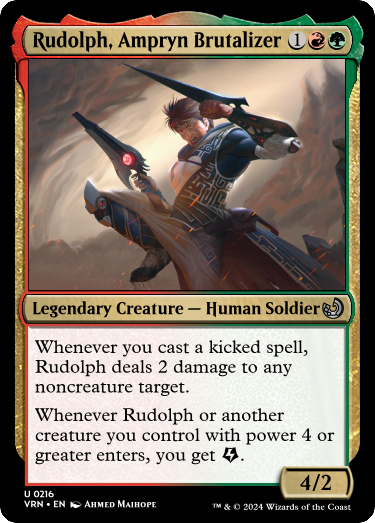 Rudolph, Ampryn Brutalizer 1
Legendary Creature — Human Soldier
Whenever you cast a kicked spell,
Rudolph deals 2 damage to any
noncreature target.
Whenever Rudolph or another
creature you control with power 4 or
greater enters, you get .
4/2
U 0216
VRN • EN Ahmed Maihope
™ & © 2024 Wizards of the Coast